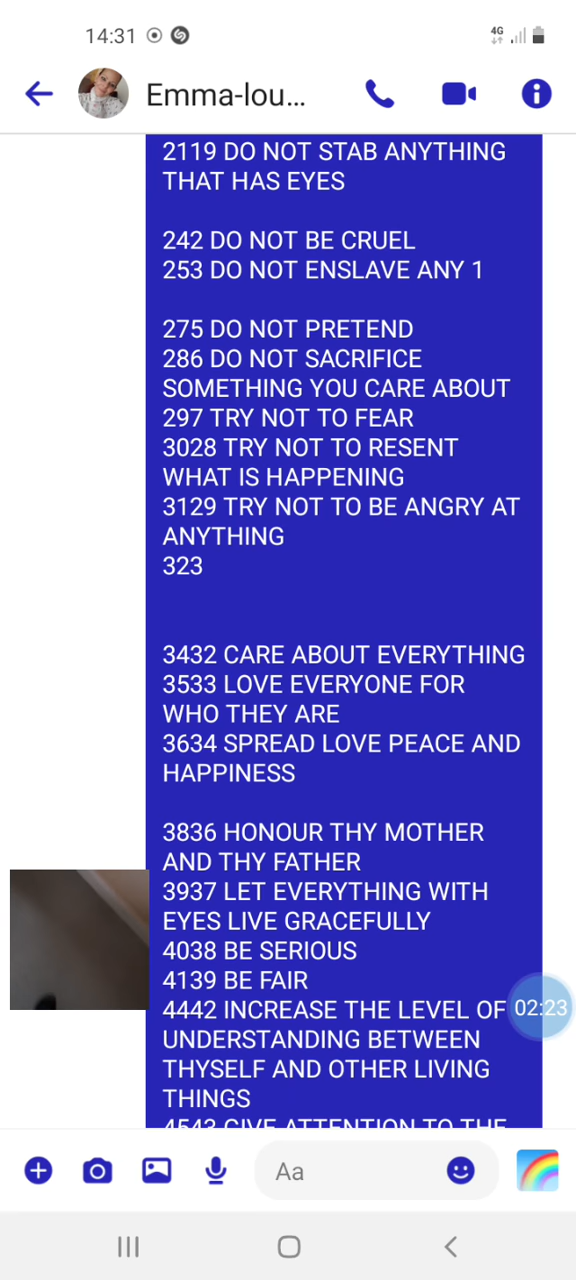 14:31
4G
Emma-lou...
2119 DO NOT STAB ANYTHING
THAT HAS EYES
242 DO NOT BE CRUEL
253 DO NOT ENSLAVE ANY 1
275 DO NOT PRETEND
286 DO NOT SACRIFICE
SOMETHING YOU CARE ABOUT
297 TRY NOT TO FEAR
3028 TRY NOT TO RESENT
WHAT IS HAPPENING
3129 TRY NOT TO BE ANGRY AT
ANYTHING
323
3432 CARE ABOUT EVERYTHING
3533 LOVE EVERYONE FOR
WHO THEY ARE
3634 SPREAD LOVE PEACE AND
HAPPINESS
3836 HONOUR THY MOTHER
AND THY FATHER
3937 LET EVERYTHING WITH
EYES LIVE GRACEFULLY
4038 BE SERIOUS
4139 BE FAIR
4442 INCREASE THE LEVEL OF
02:23
UNDERSTANDING BETWEEN
THYSELF AND OTHER LIVING
THINGS
4543 GIVE ATTENTION TO THE
Aa